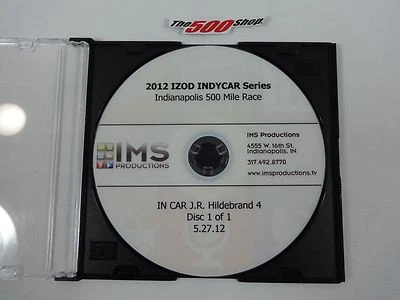 The 500 Shop.
2012 IZOD INDYCAR Series
Indianapolis 500 Mile Race
IMS
PRODUCTIONS
IMS Productions
4555 W. 16th St.
Indianapolis, IN
317.492.8770
www.imsproductions.tv
IN CAR J.R. Hildebrand 4
Disc 1 of 1
5.27.12